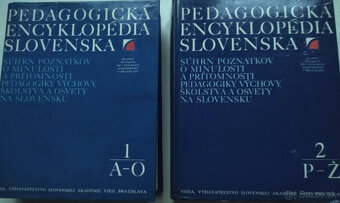 PEDAGOGICKÁ
ENCYKLOPÉDIA
SLOVENSKA
SÚHRN POZNATKOV
O MINULOSTI
A PRÍTOMNOSTI
PEDAGOGIKY, VÝCHOVY,
ŠKOLSTVA A OSVETY
NA SLOVENSKU
1
A–O
VEDA, VYDAVATEĽSTVO SLOVENSKEJ AKADÉMIE VIED, BRATISLAVA
PEDAGOGICKÁ
ENCYKLOPÉDIA
SLOVENSKA
SÚHRN POZNATKOV
O MINULOSTI
A PRÍTOMNOSTI
PEDAGOGIKY, VÝCHOVY,
ŠKOLSTVA A OSVETY
NA SLOVENSKU
2
P–Ž
VEDA, VYDAVATEĽSTVO SLOVENSKEJ AKADÉMIE